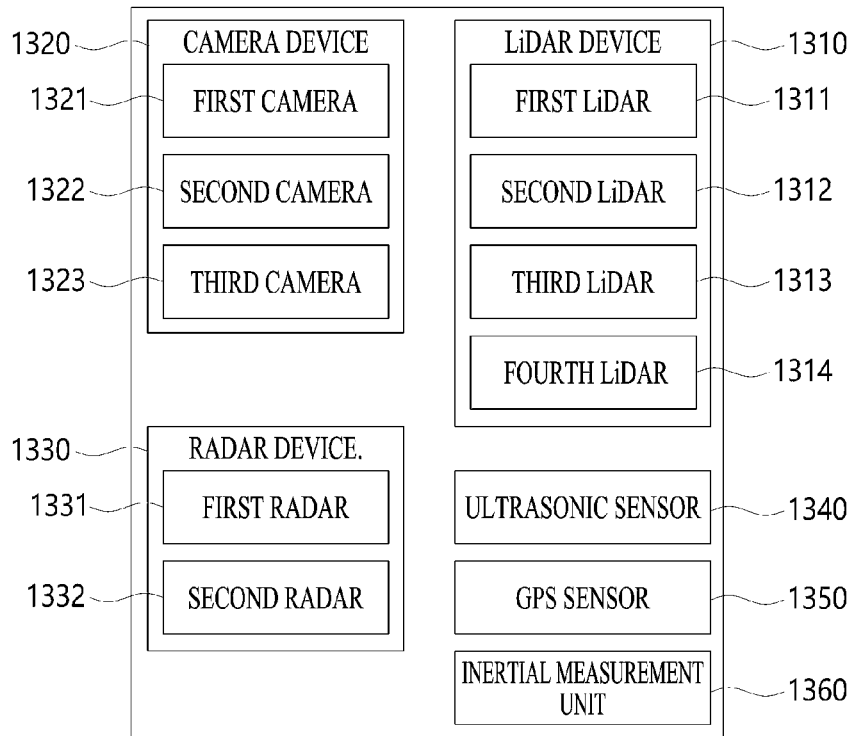 1320
CAMERA DEVICE
1321
FIRST CAMERA
1322
SECOND CAMERA
1323
THIRD CAMERA
LiDAR DEVICE
1310
FIRST LiDAR
1311
SECOND LiDAR
1312
THIRD LiDAR
1313
FOURTH LiDAR
1314
1330
RADAR DEVICE.
1331
FIRST RADAR
1332
SECOND RADAR
ULTRASONIC SENSOR
1340
GPS SENSOR
1350
INERTIAL MEASUREMENT
UNIT
1360